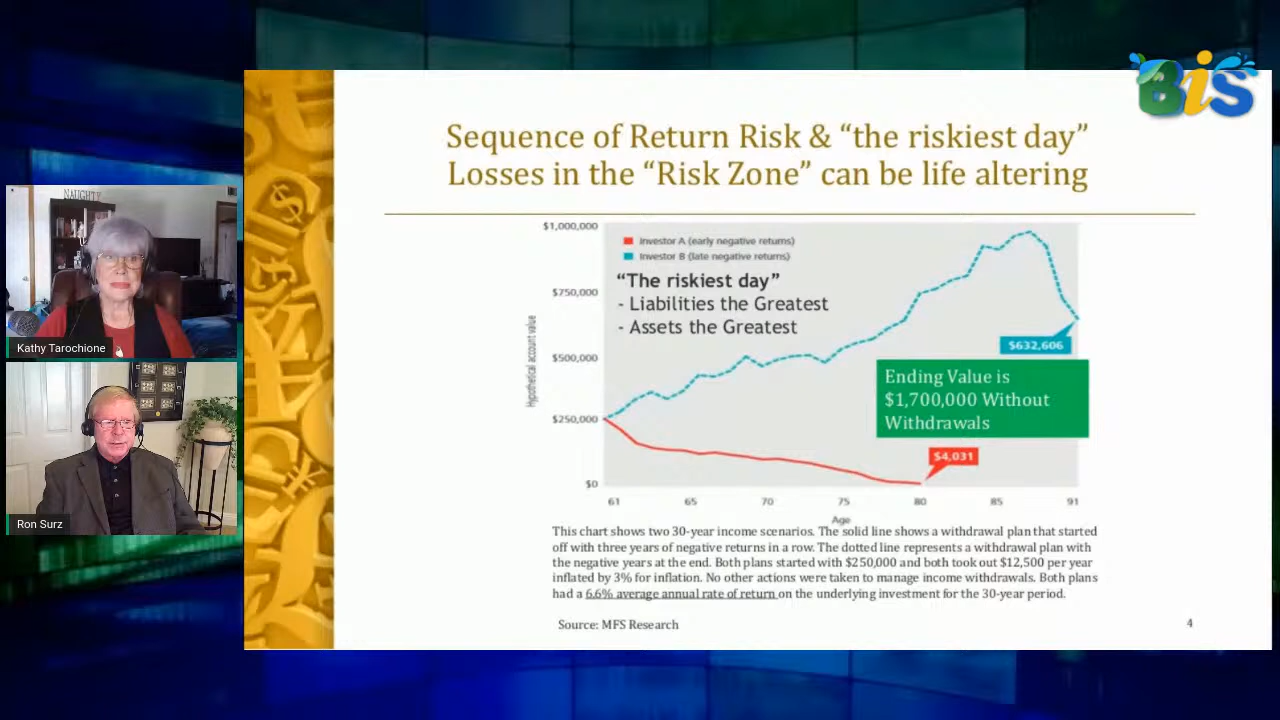 BiS
Sequence of Return Risk & “the riskiest day”
Losses in the “Risk Zone” can be life altering
$1,000,000
$750,000
$500,000
$250,000
$0
Hypothetical account value
Investor A (early negative returns)
Investor B (late negative returns)
“The riskiest day”
- Liabilities the Greatest
- Assets the Greatest
$632,606
Ending Value is
$1,700,000 Without
Withdrawals
$4,031
61 65 70 75 80 85 91
Age
This chart shows two 30-year income scenarios. The solid line shows a withdrawal plan that started
off with three years of negative returns in a row. The dotted line represents a withdrawal plan with
the negative years at the end. Both plans started with $250,000 and both took out $12,500 per year
inflated by 3% for inflation. No other actions were taken to manage income withdrawals. Both plans
had a 6.6% average annual rate of return on the underlying investment for the 30-year period.
Source: MFS Research
4
NAUGHTY
Kathy Tarochione
Ron Surz